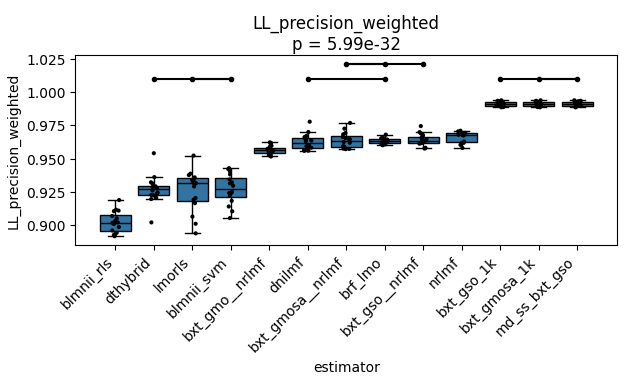 LL_precision_weighted
p = 5.99e-32
LL_precision_weighted
1.025
1.000
0.975
0.950
0.925
0.900
blmnii_rls
dthybrid
lmorls
blmnii_svm
bxt_gmo__nrlmf
dnilmf
bxt_gmosa__nrlmf
brf_lmo
bxt_gso__nrlmf
nrlmf
bxt_gso_1k
bxt_gmosa_1k
md_ss_bxt_gso
estimator